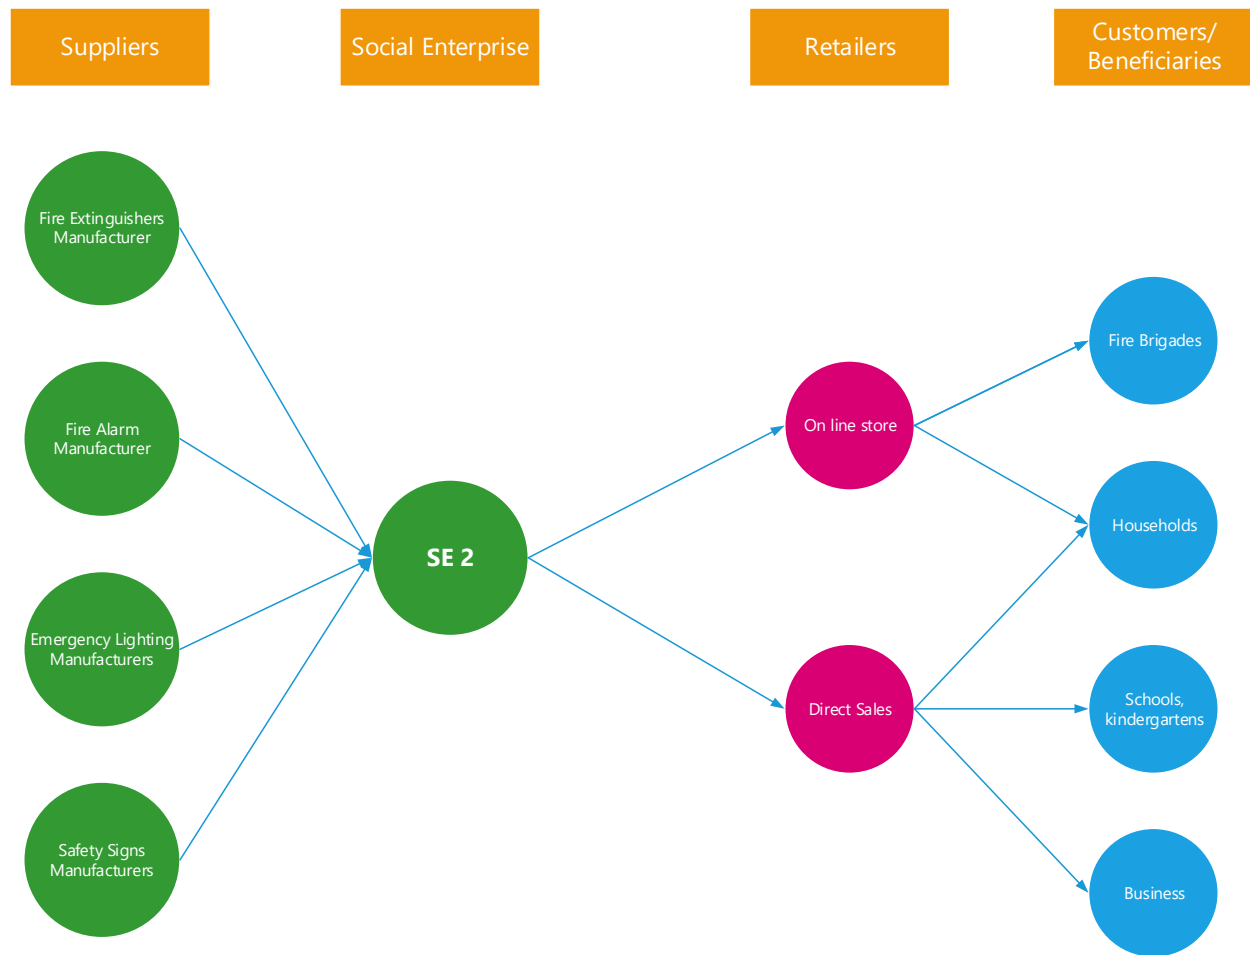 Suppliers
Social Enterprise
Retailers
Customers/
Beneficiaries
Fire Extinguishers
Manufacturer
Fire Alarm
Manufacturer
Emergency Lighting
Manufacturers
Safety Signs
Manufacturers
SE 2
On line store
Direct Sales
Fire Brigades
Households
Schools,
kindergartens
Business